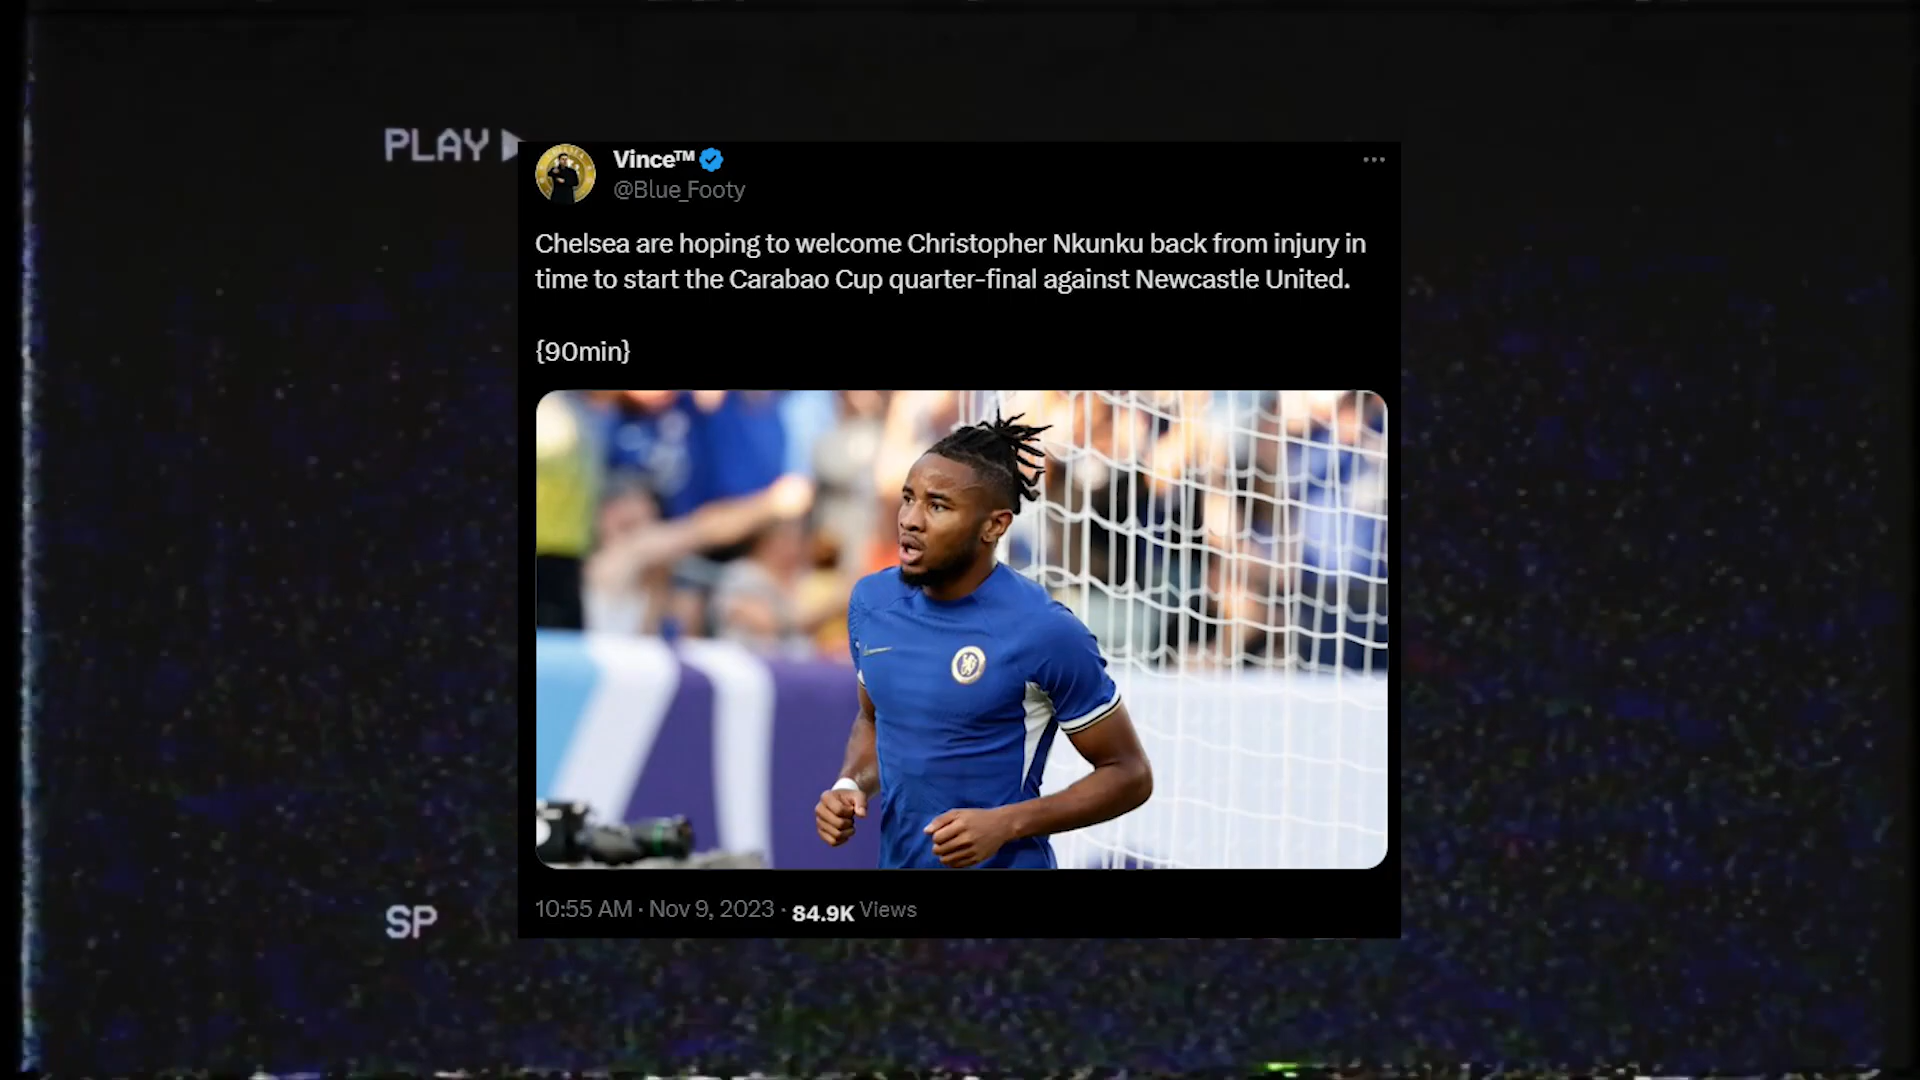 PLAY
Vince™
@Blue_Footy
Chelsea are hoping to welcome Christopher Nkunku back from injury in
time to start the Carabao Cup quarter-final against Newcastle United.
{90min}
10:55 AM · Nov 9, 2023 · 84.9K Views
SP